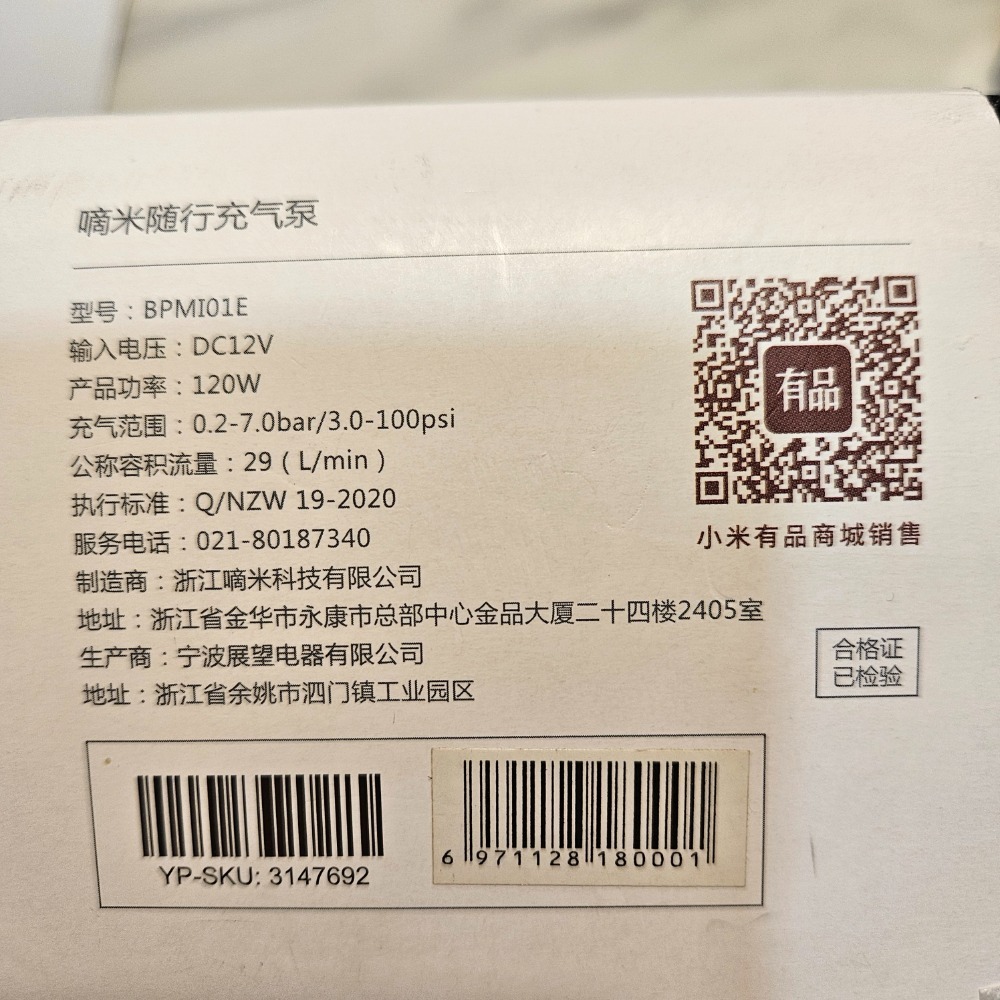 嘀米随行充气泵
型号：BPMI01E
输入电压：DC12V
产品功率：120W
充气范围：0.2-7.0bar/3.0-100psi
公称容积流量：29（L/min）
执行标准：Q/NZW 19-2020
服务电话：021-80187340
制造商：浙江嘀米科技有限公司
地址：浙江省金华市永康市总部中心金品大厦二十四楼2405室
生产商：宁波展望电器有限公司
地址：浙江省余姚市泗门镇工业园区
有品
小米有品商城销售
合格证
已检验
YP-SKU: 3147692
6 971128 180001